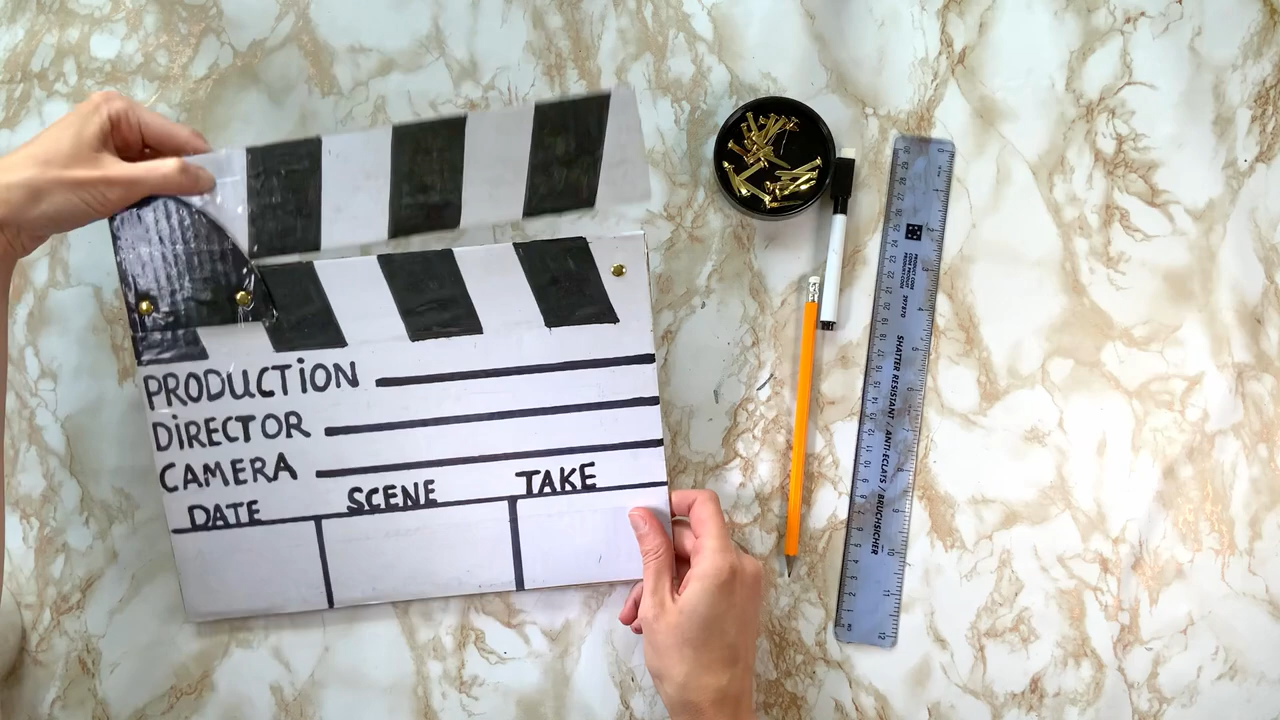 PRODUCTiON
DiRECTOR
CAMERA
DATE SCENE TAKE
SHATTER RESISTANT / ANTI-ECLATS / BRUCHSICHER